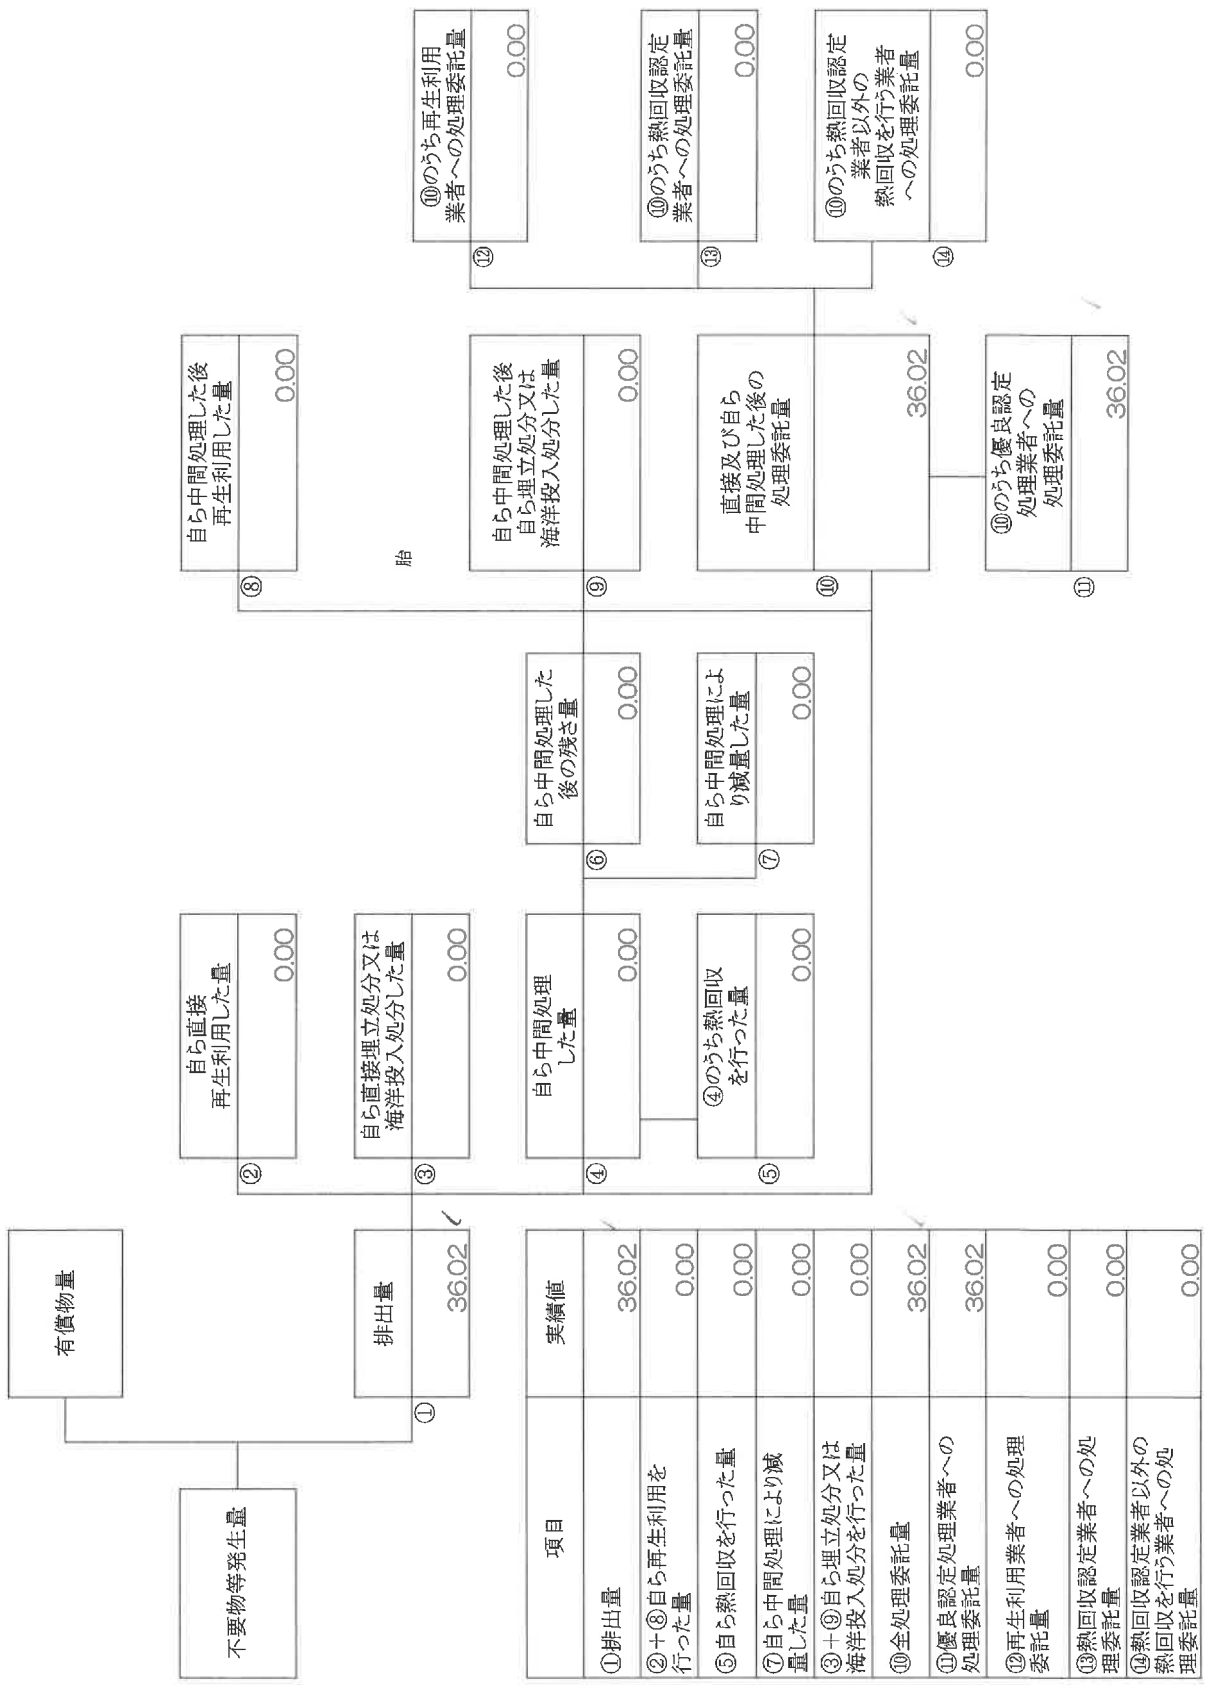 有償物量
不要物等発生量
排出量
①
36.02
自ら直接
再生利用した量
②
0.00
自ら直接埋立処分又は
海洋投入処分した量
③
0.00
自ら中間処理
した量
④
0.00
④のうち熱回収
を行った量
⑤
0.00
自ら中間処理した
後の残さ量
⑥
0.00
自ら中間処理によ
り減量した量
⑦
0.00
自ら中間処理した後
再生利用した量
⑧
0.00
胎
自ら中間処理した後
自ら埋立処分又は
海洋投入処分した量
⑨
0.00
直接及び自ら
中間処理した後の
処理委託量
⑩
36.02
⑩のうち優良認定
処理業者への
処理委託量
⑪
36.02
⑩のうち再生利用
業者への処理委託量
⑫
0.00
⑩のうち熱回収認定
業者への処理委託量
⑬
0.00
⑩のうち熱回収認定
業者以外の
熱回収を行う業者
への処理委託量
⑭
0.00
項目 実績値
①排出量 36.02
②+⑧自ら再生利用を
行った量 0.00
⑤自ら熱回収を行った量 0.00
⑦自ら中間処理により減
量した量 0.00
③+⑨自ら埋立処分又は
海洋投入処分を行った量 0.00
⑩全処理委託量 36.02
⑪優良認定処理業者への
処理委託量 36.02
⑫再生利用業者への処理
委託量 0.00
⑬熱回収認定業者への処
理委託量 0.00
⑭熱回収認定業者以外の
熱回収を行う業者への処
理委託量 0.00